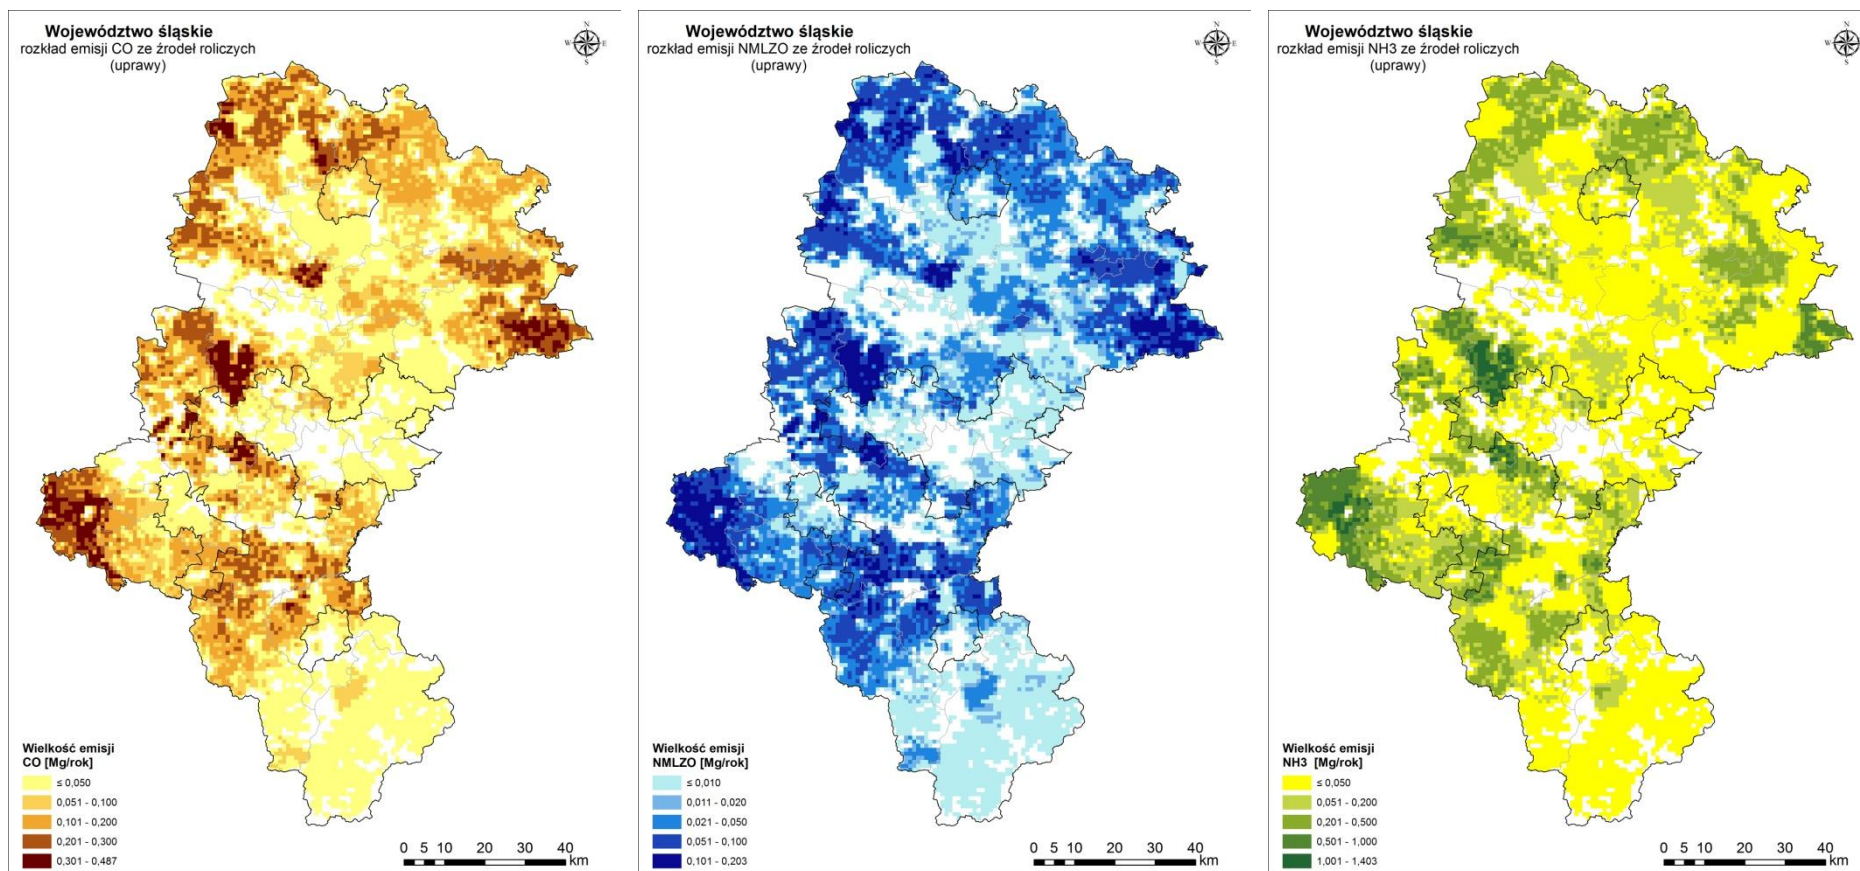 Województwo śląskie
rozkład emisji CO ze źrodeł roliczych
(uprawy)
N
W E
S
Wielkość emisji
CO [Mg/rok]
≤ 0,050
0,051 - 0,100
0,101 - 0,200
0,201 - 0,300
0,301 - 0,487
0 5 10 20 30 40
km
Województwo śląskie
rozkład emisji NMLZO ze źrodeł roliczych
(uprawy)
N
W E
S
Wielkość emisji
NMLZO [Mg/rok]
≤ 0,010
0,011 - 0,020
0,021 - 0,050
0,051 - 0,100
0,101 - 0,203
0 5 10 20 30 40
km
Województwo śląskie
rozkład emisji NH3 ze źrodeł roliczych
(uprawy)
N
W E
S
Wielkość emisji
NH3 [Mg/rok]
≤ 0,050
0,051 - 0,200
0,201 - 0,500
0,501 - 1,000
1,001 - 1,403
0 5 10 20 30 40
km